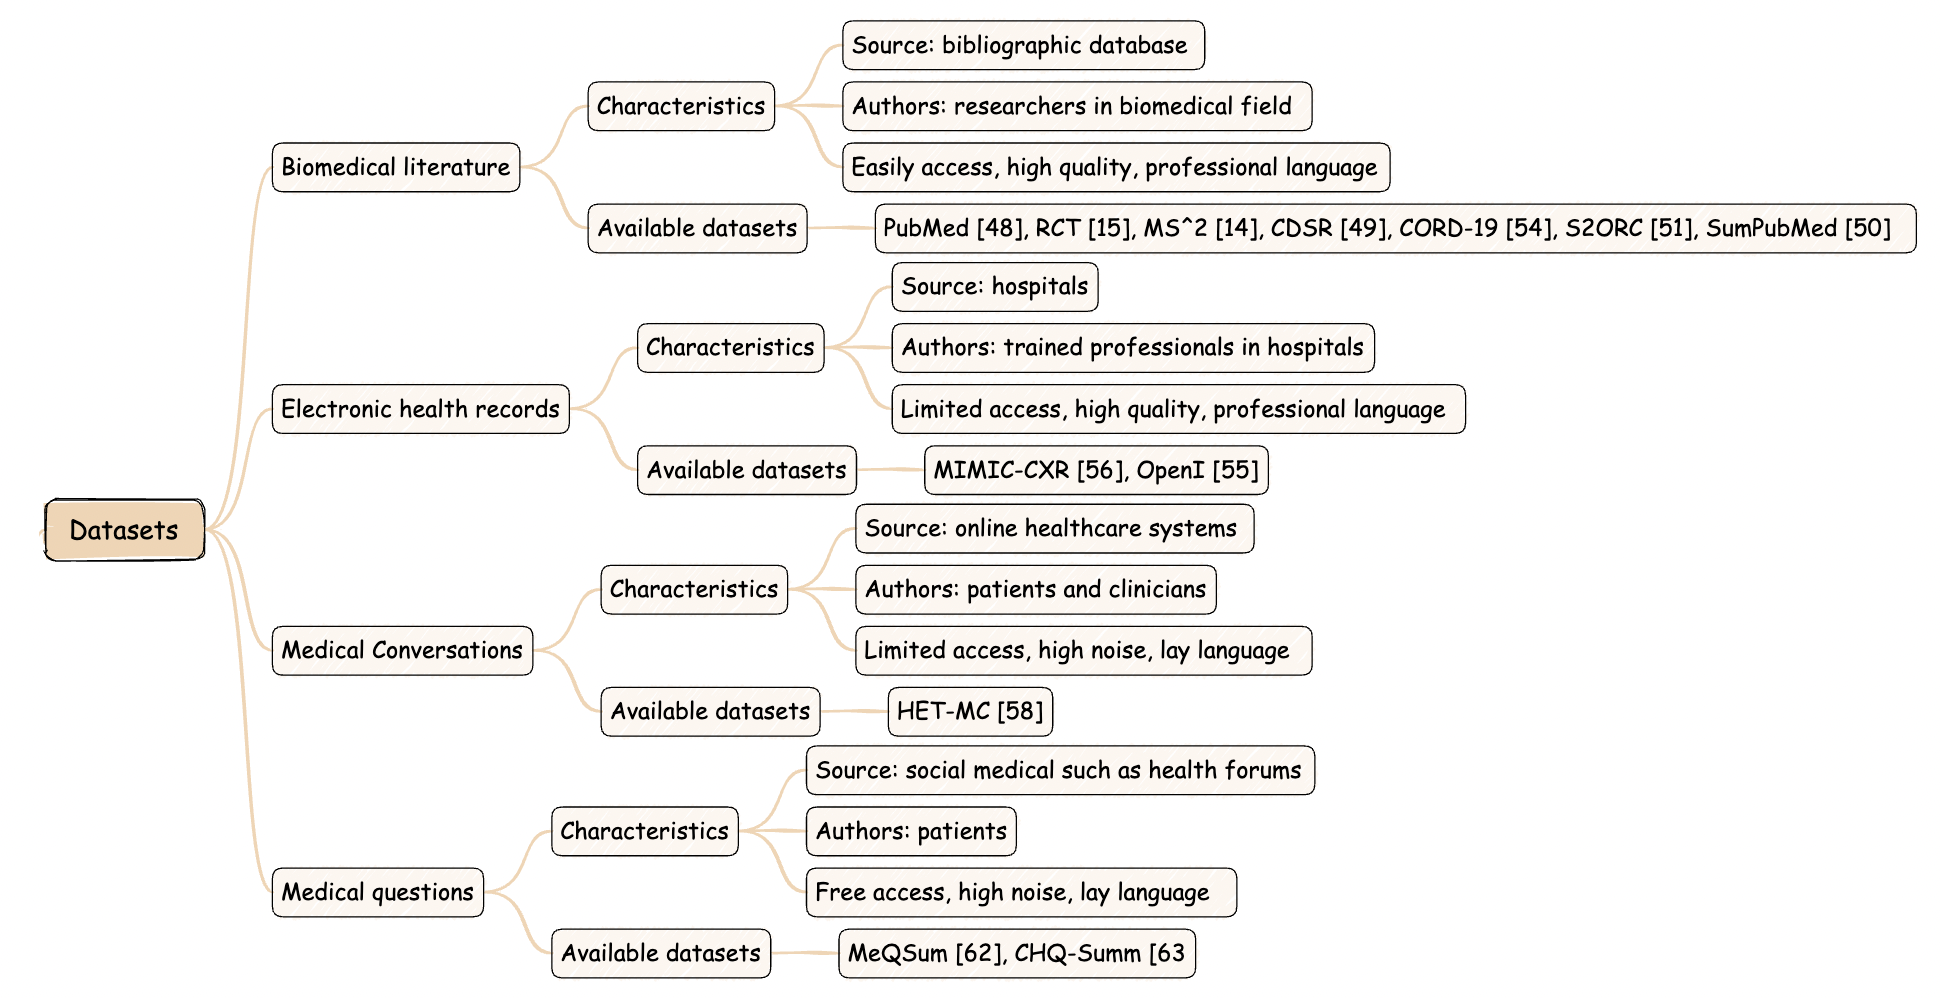 Source: bibliographic database
Characteristics
Authors: researchers in biomedical field
Biomedical literature
Easily access, high quality, professional language
Available datasets
PubMed [48], RCT [15], MS^2 [14], CDSR [49], CORD-19 [54], S2ORC [51], SumPubMed [50]
Source: hospitals
Characteristics
Authors: trained professionals in hospitals
Electronic health records
Limited access, high quality, professional language
Available datasets
MIMIC-CXR [56], OpenI [55]
Datasets
Source: online healthcare systems
Characteristics
Authors: patients and clinicians
Medical Conversations
Limited access, high noise, lay language
Available datasets
HET-MC [58]
Source: social medical such as health forums
Characteristics
Authors: patients
Medical questions
Free access, high noise, lay language
Available datasets
MeQSum [62], CHQ-Summ [63